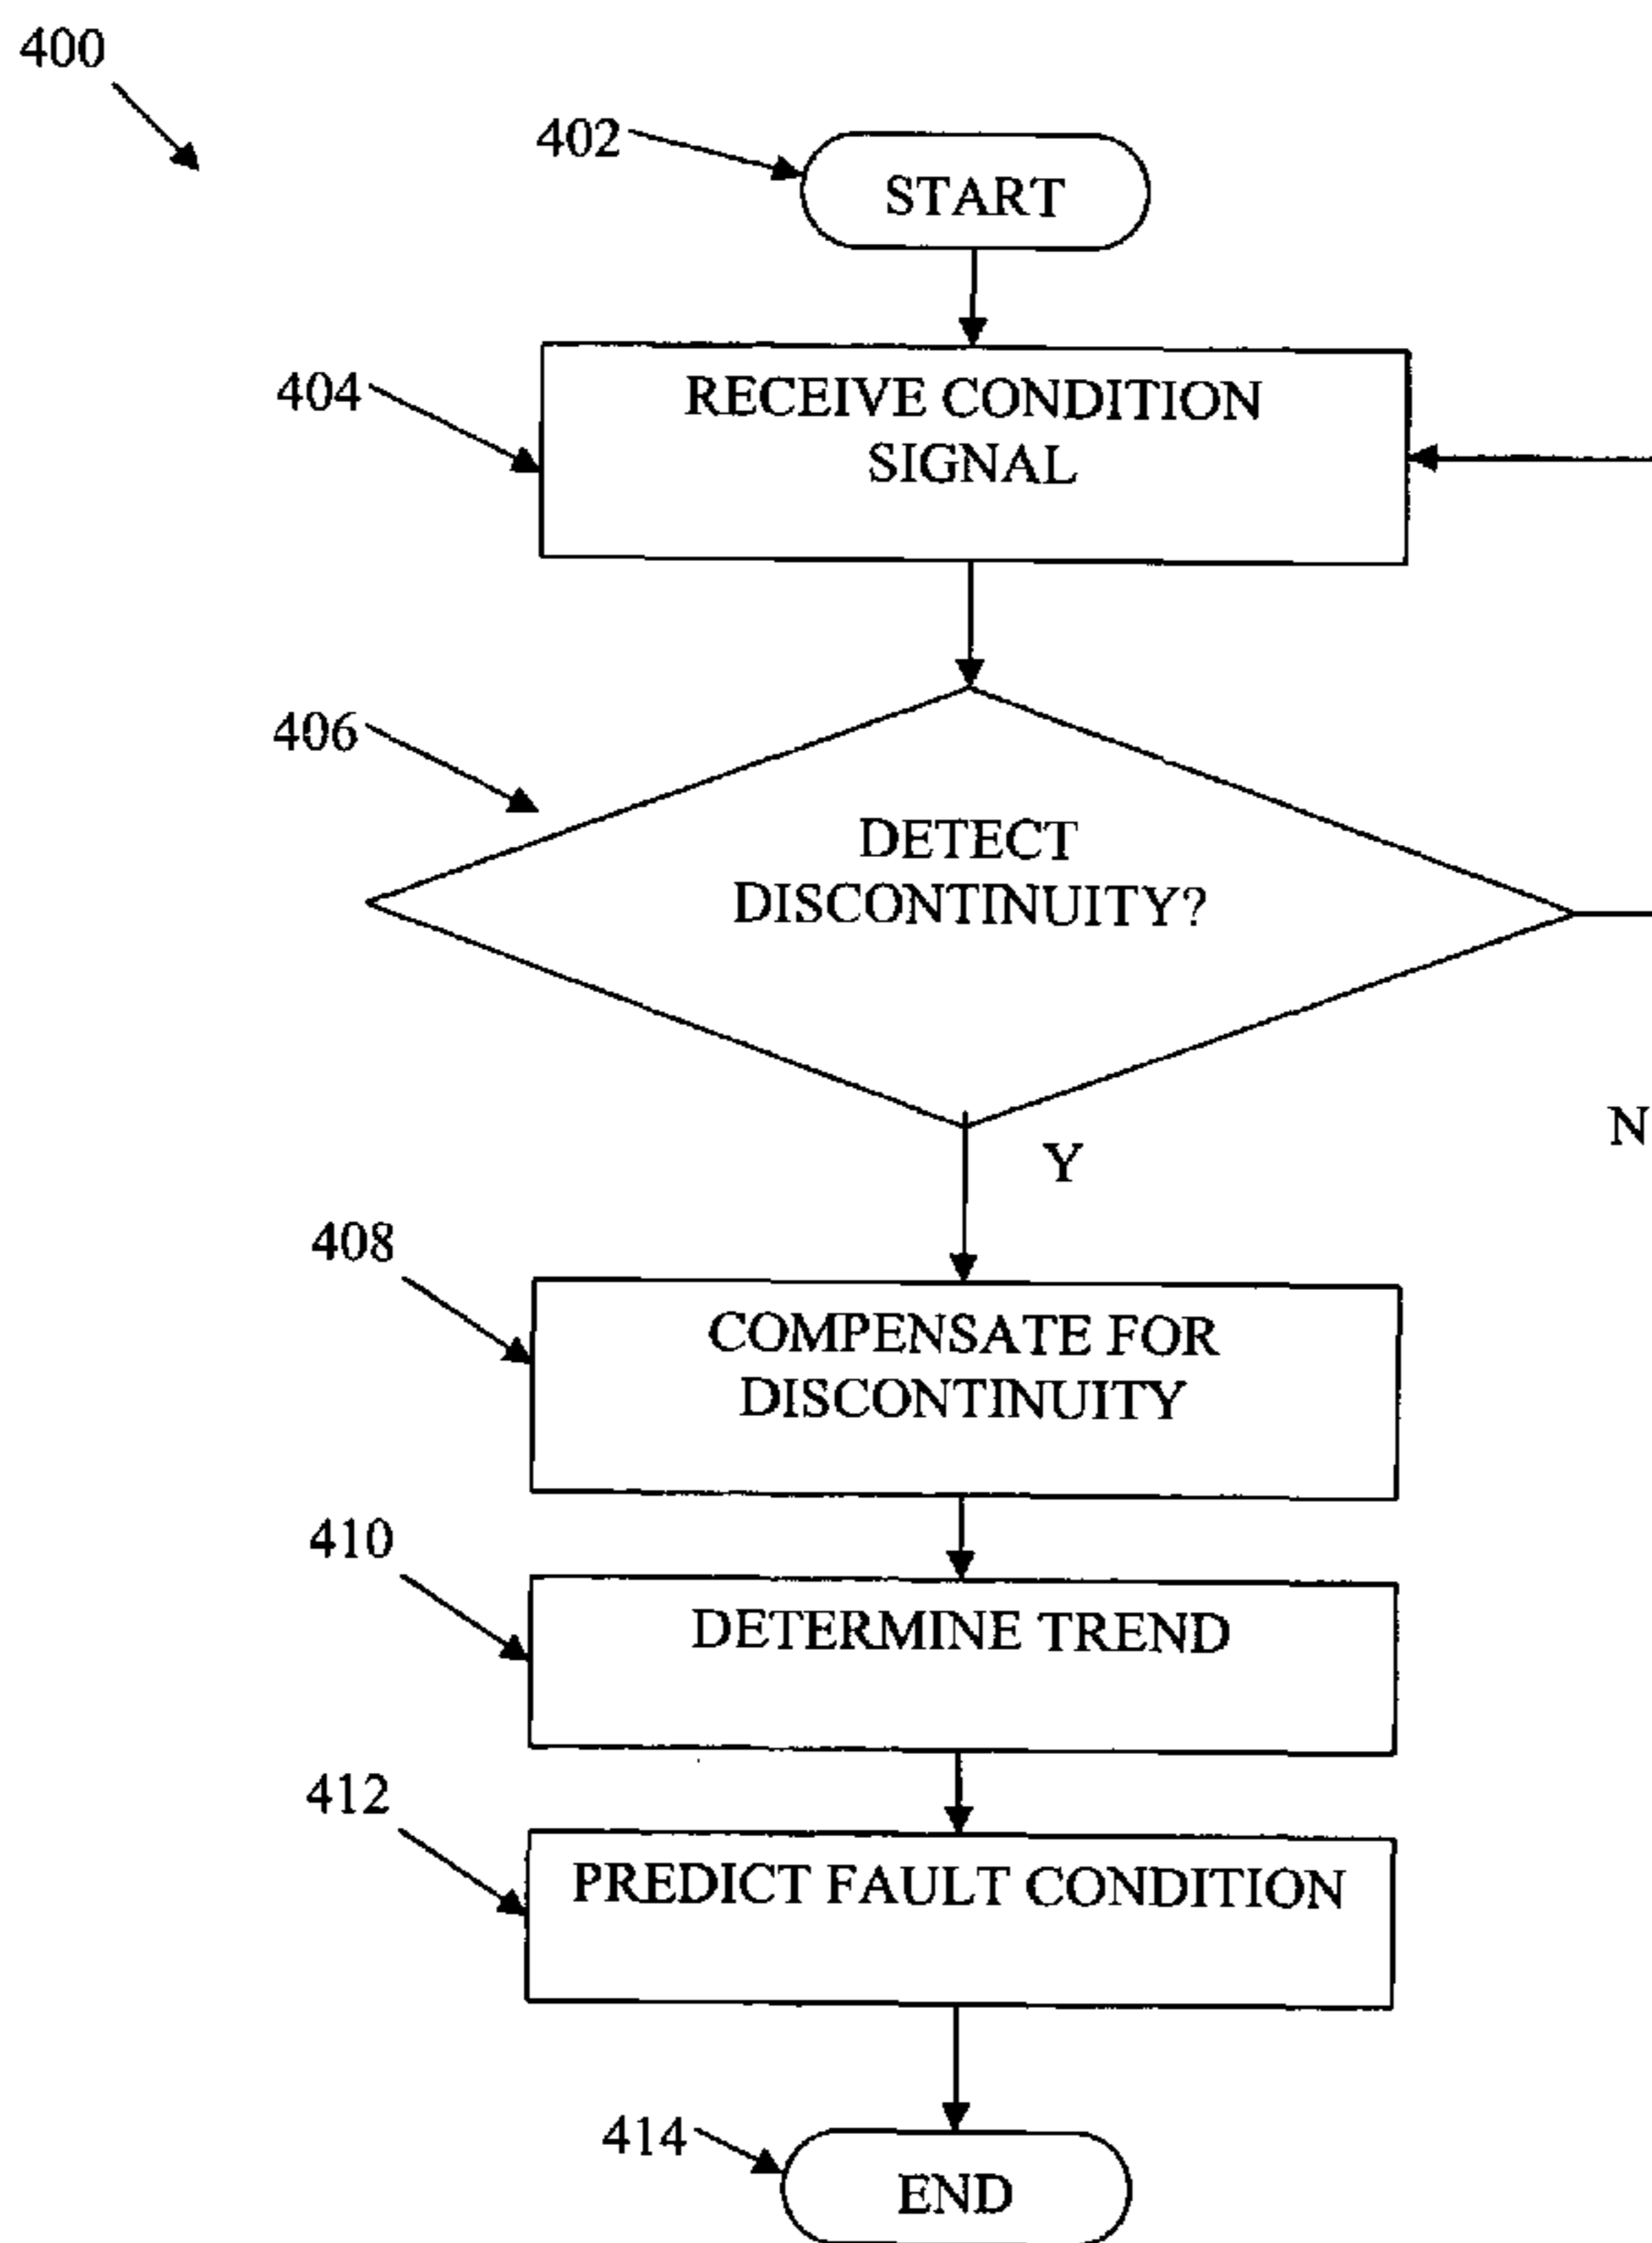 400
402
START
404
RECEIVE CONDITION
SIGNAL
406
DETECT
DISCONTINUITY?
N
Y
408
COMPENSATE FOR
DISCONTINUITY
410
DETERMINE TREND
412
PREDICT FAULT CONDITION
414
END